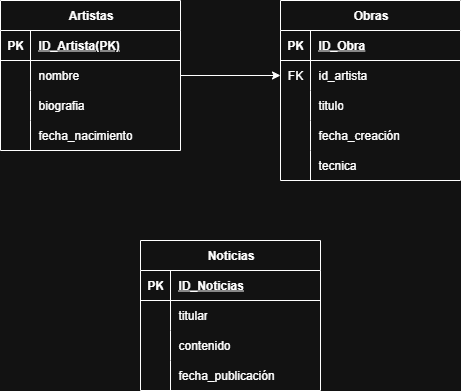 Artistas
PK ID_Artista(PK)
nombre
biografia
fecha_nacimiento
Obras
PK ID_Obra
FK id_artista
titulo
fecha_creación
tecnica
Noticias
PK ID_Noticias
titular
contenido
fecha_publicación